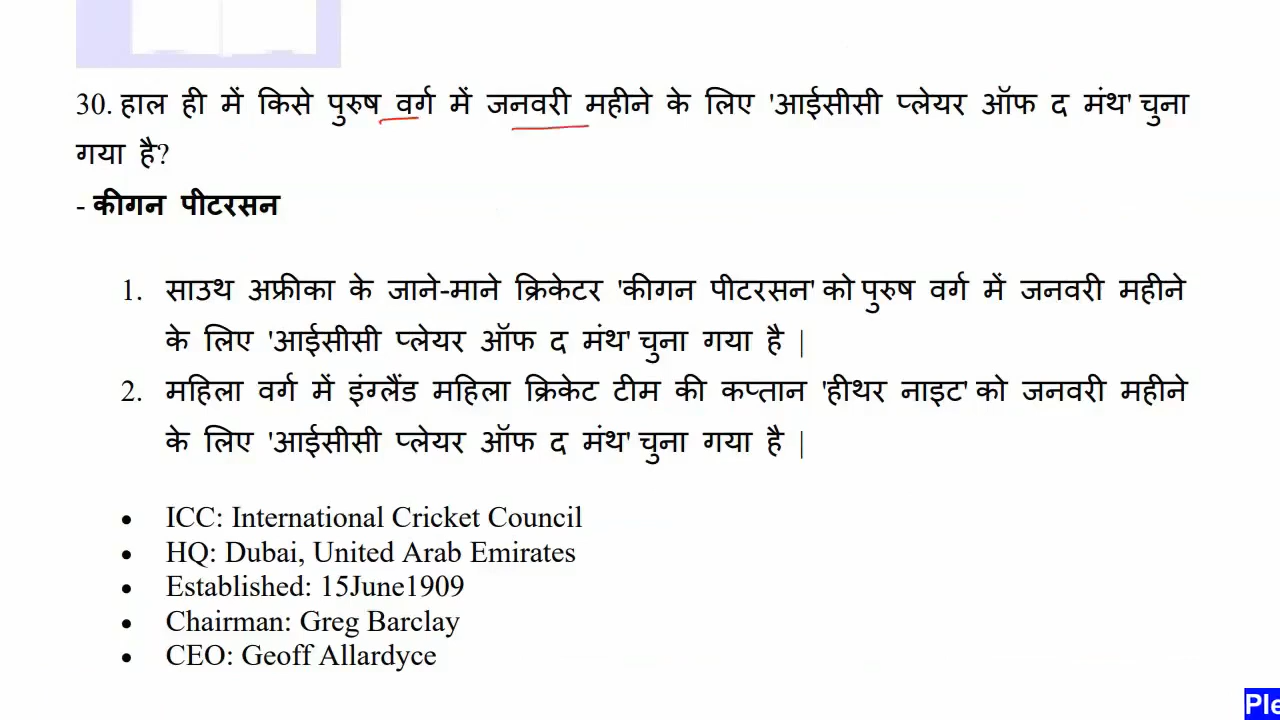 30. हाल ही में किसे पुरुष वर्ग में जनवरी महीने के लिए 'आईसीसी प्लेयर ऑफ द मंथ' चुना
गया है?
- कीगन पीटरसन
1. साउथ अफ्रीका के जाने-माने क्रिकेटर 'कीगन पीटरसन' को पुरुष वर्ग में जनवरी महीने
के लिए 'आईसीसी प्लेयर ऑफ द मंथ' चुना गया है |
2. महिला वर्ग में इंग्लैंड महिला क्रिकेट टीम की कप्तान 'हीथर नाइट' को जनवरी महीने
के लिए 'आईसीसी प्लेयर ऑफ द मंथ' चुना गया है |
• ICC: International Cricket Council
• HQ: Dubai, United Arab Emirates
• Established: 15June1909
• Chairman: Greg Barclay
• CEO: Geoff Allardyce
Ple